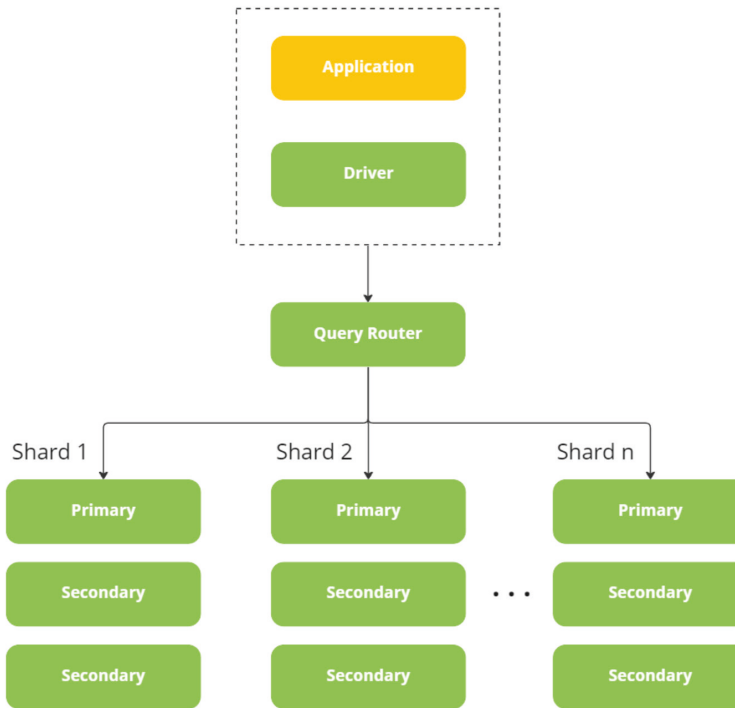 Application
Driver
Query Router
Shard 1
Shard 2
Shard n
Primary
Primary
Primary
Secondary
Secondary
. . .
Secondary
Secondary
Secondary
Secondary